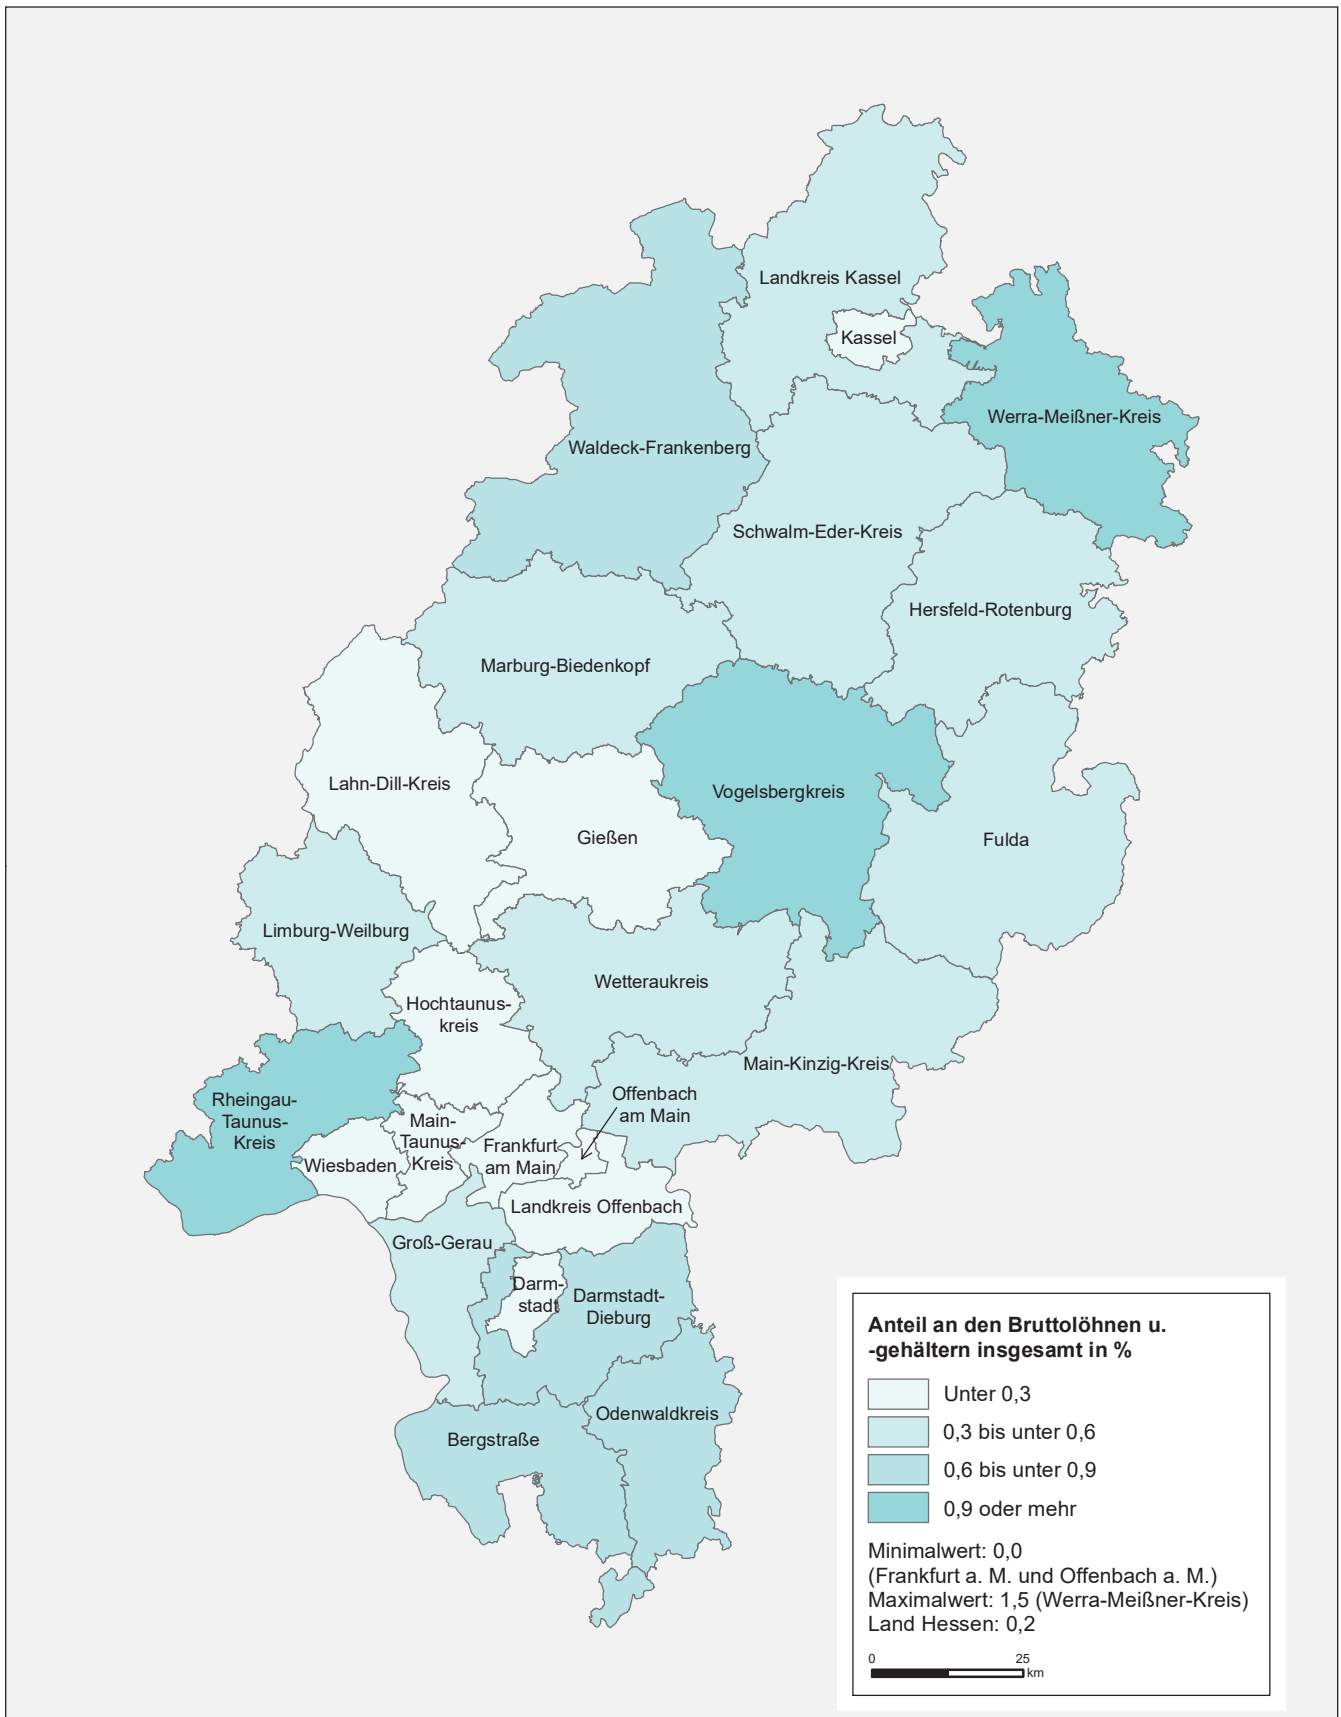 Landkreis Kassel
Kassel
Werra-Meißner-Kreis
Waldeck-Frankenberg
Schwalm-Eder-Kreis
Hersfeld-Rotenburg
Marburg-Biedenkopf
Lahn-Dill-Kreis
Vogelsbergkreis
Gießen
Fulda
Limburg-Weilburg
Wetteraukreis
Hochtaunus-
kreis
Main-Kinzig-Kreis
Offenbach
am Main
Rheingau-
Taunus-
Kreis
Main-
Taunus-
Kreis
Frankfurt
am Main
Wiesbaden
Landkreis Offenbach
Groß-Gerau
Darm-
stadt
Darmstadt-
Dieburg
Odenwaldkreis
Bergstraße
Anteil an den Bruttolöhnen u.
-gehältern insgesamt in %
Unter 0,3
0,3 bis unter 0,6
0,6 bis unter 0,9
0,9 oder mehr
Minimalwert: 0,0
(Frankfurt a. M. und Offenbach a. M.)
Maximalwert: 1,5 (Werra-Meißner-Kreis)
Land Hessen: 0,2
0 25
km